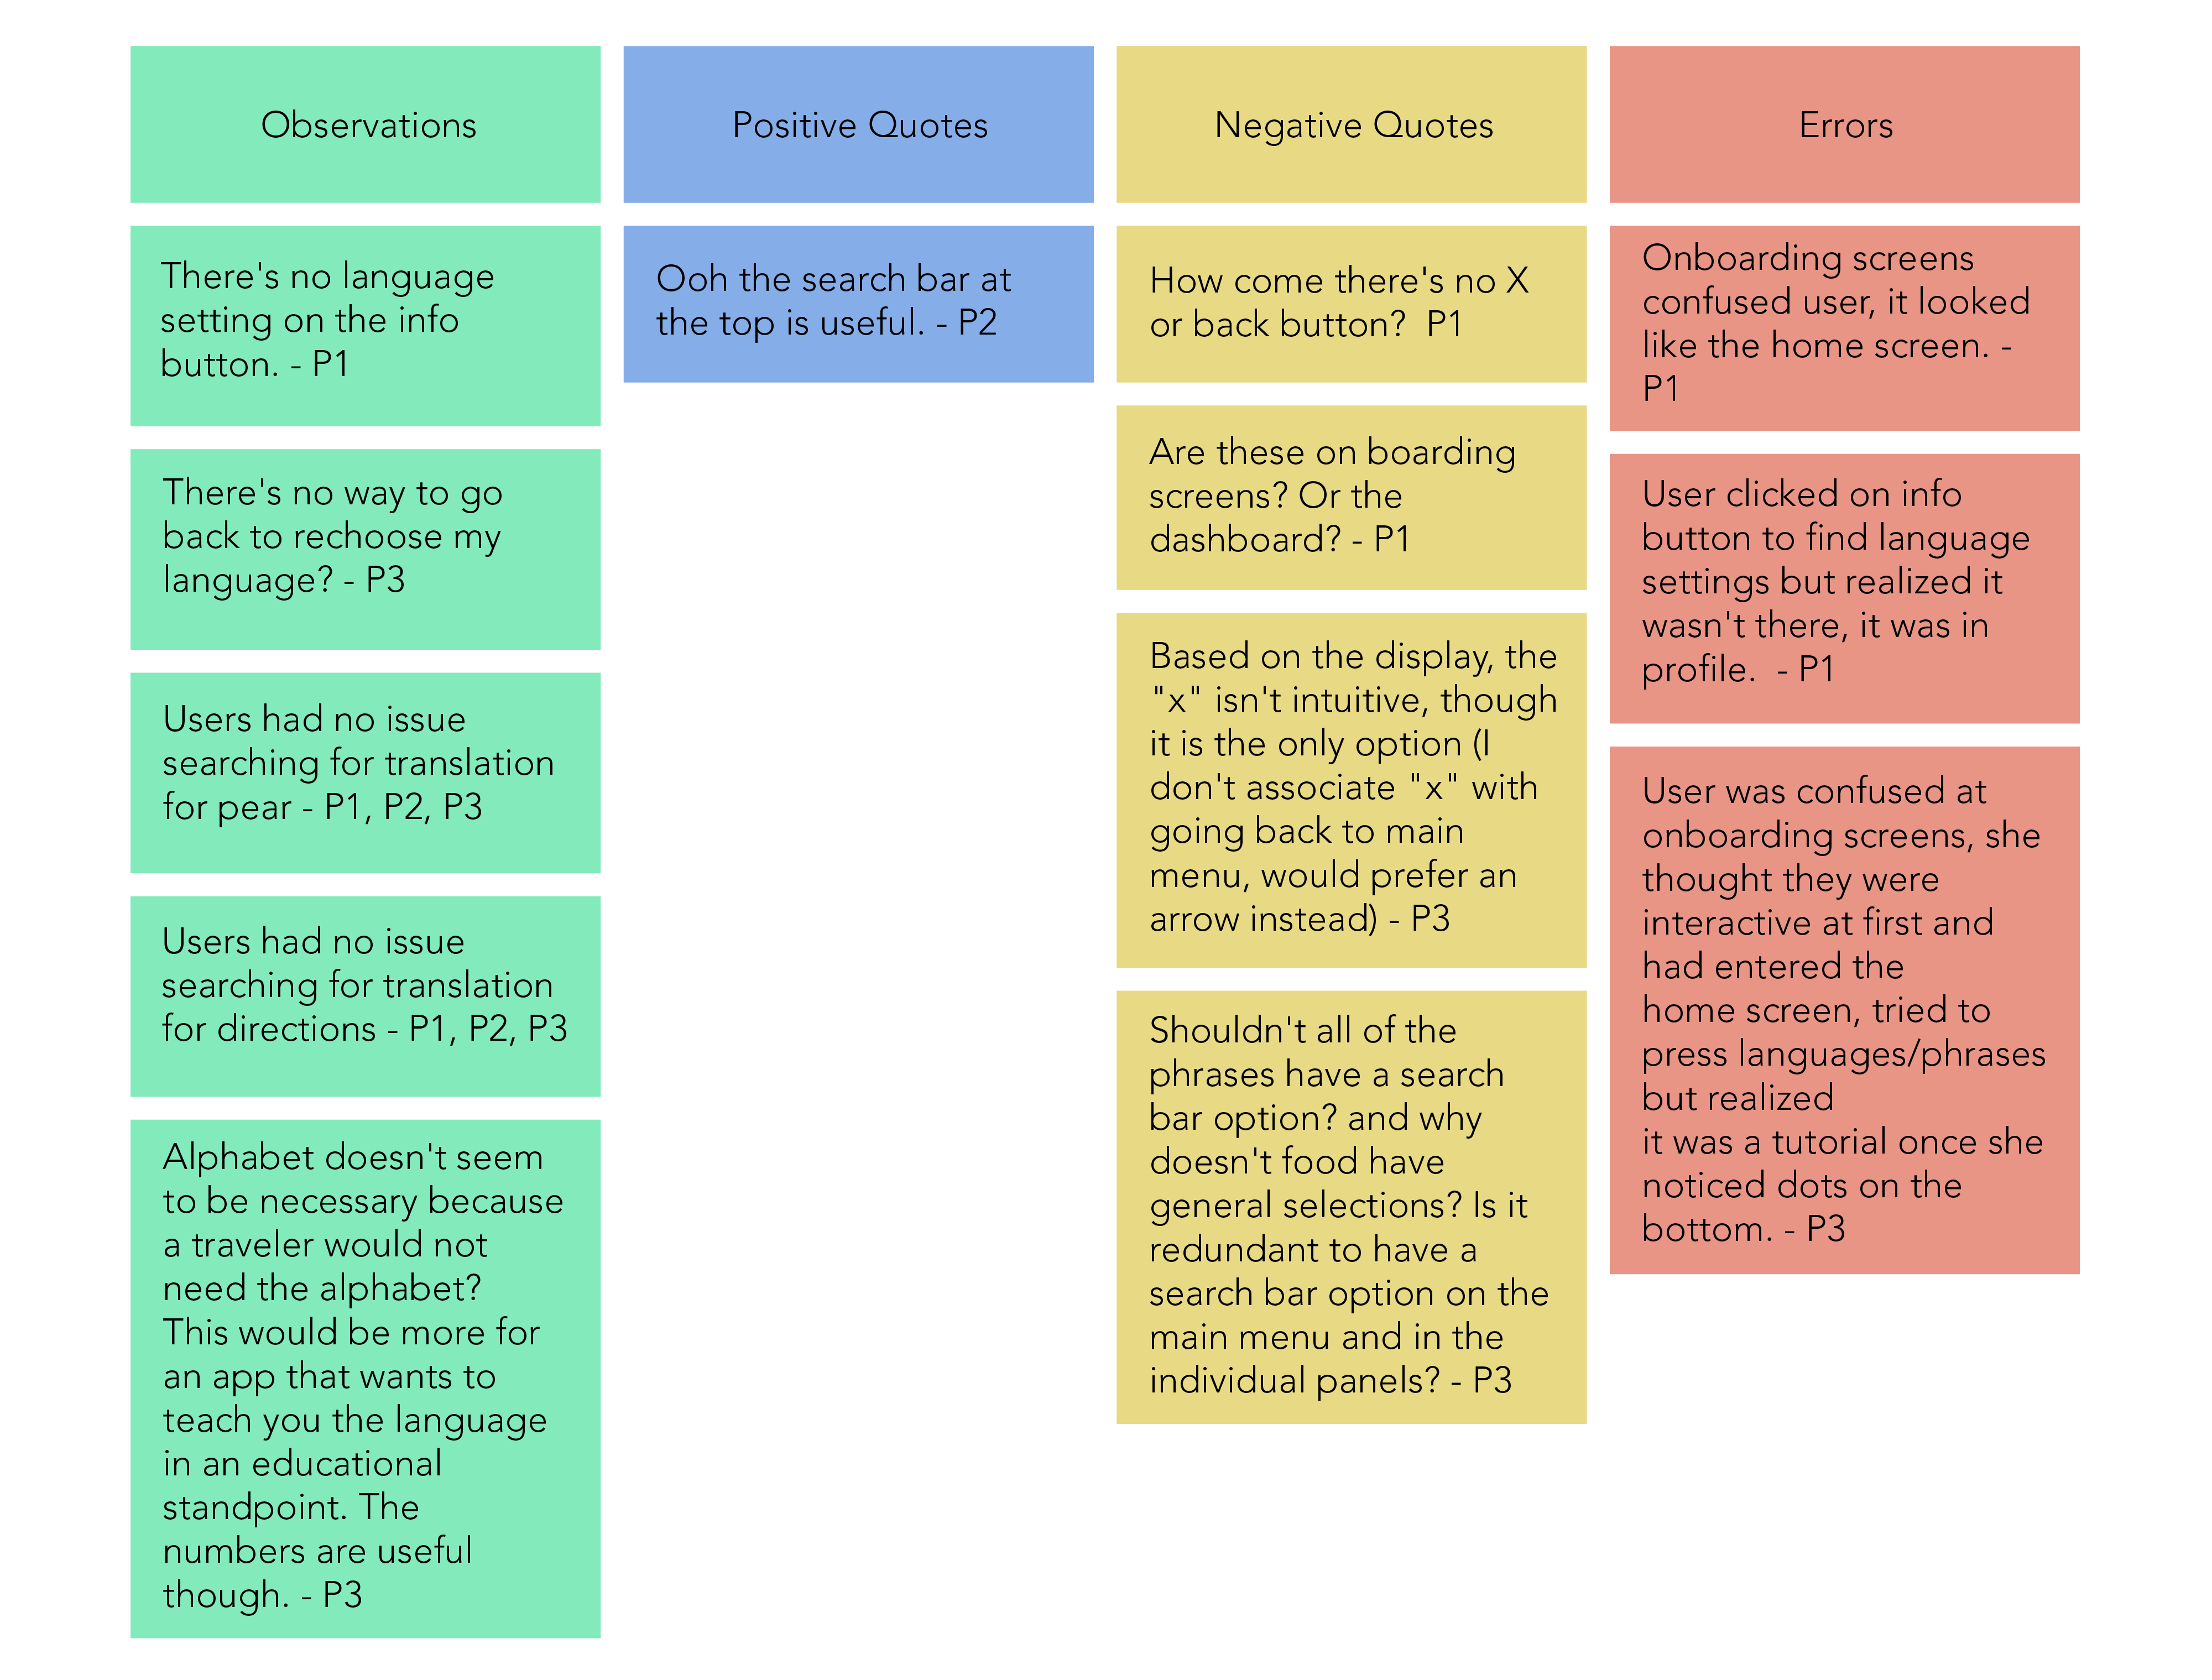 Observations
Positive Quotes
Negative Quotes
Errors
There's no language
setting on the info
button. - P1
There's no way to go
back to rechoose my
language? - P3
Users had no issue
searching for translation
for pear - P1, P2, P3
Users had no issue
searching for translation
for directions - P1, P2, P3
Alphabet doesn't seem
to be necessary because
a traveler would not
need the alphabet?
This would be more for
an app that wants to
teach you the language
in an educational
standpoint. The
numbers are useful
though. - P3
Ooh the search bar at
the top is useful. - P2
How come there's no X
or back button?  P1
Are these on boarding
screens? Or the
dashboard? - P1
Based on the display, the
"x" isn't intuitive, though
it is the only option (I
don't associate "x" with
going back to main
menu, would prefer an
arrow instead) - P3
Shouldn't all of the
phrases have a search
bar option? and why
doesn't food have
general selections? Is it
redundant to have a
search bar option on the
main menu and in the
individual panels? - P3
Onboarding screens
confused user, it looked
like the home screen. -
P1
User clicked on info
button to find language
settings but realized it
wasn't there, it was in
profile.  - P1
User was confused at
onboarding screens, she
thought they were
interactive at first and
had entered the
home screen, tried to
press languages/phrases
but realized
it was a tutorial once she
noticed dots on the
bottom. - P3